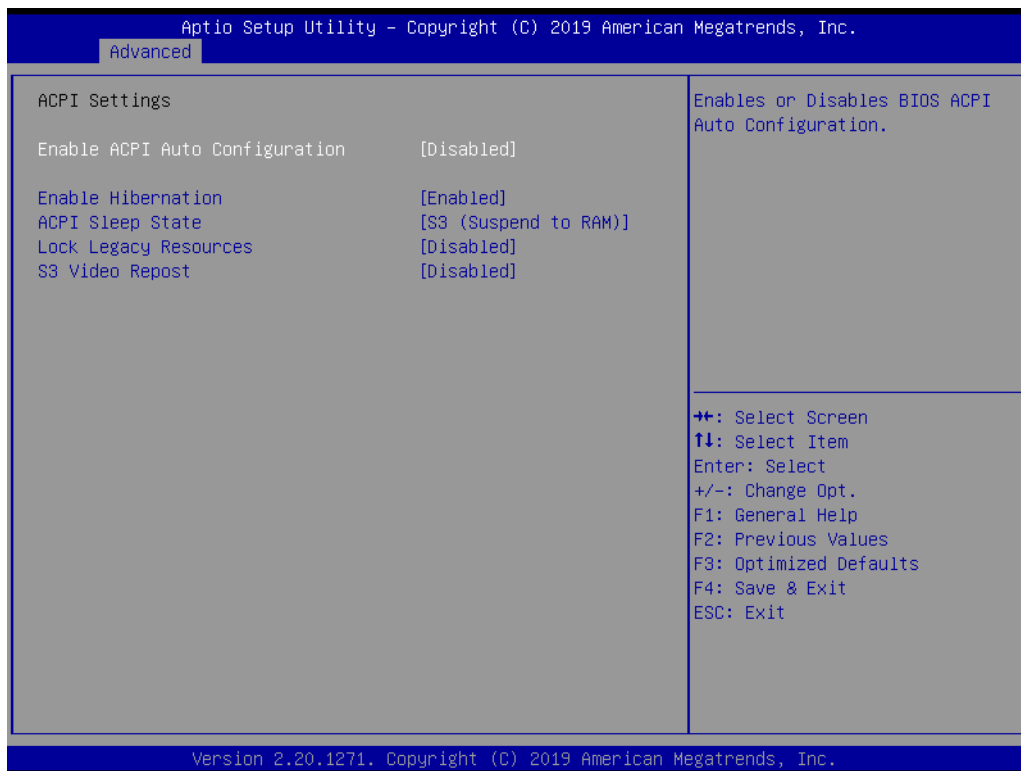 Aptio Setup Utility – Copyright (C) 2019 American Megatrends, Inc.
Advanced
ACPI Settings
Enable ACPI Auto Configuration [Disabled]
Enable Hibernation [Enabled]
ACPI Sleep State [S3 (Suspend to RAM)]
Lock Legacy Resources [Disabled]
S3 Video Repost [Disabled]
Enables or Disables BIOS ACPI
Auto Configuration.
→←: Select Screen
↑↓: Select Item
Enter: Select
+/-: Change Opt.
F1: General Help
F2: Previous Values
F3: Optimized Defaults
F4: Save & Exit
ESC: Exit
Version 2.20.1271. Copyright (C) 2019 American Megatrends, Inc.